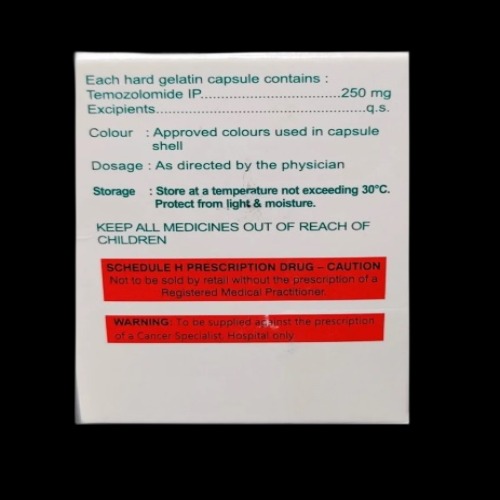 Each hard gelatin capsule contains :
Temozolomide IP..............................250 mg
Excipients.......................................q.s.
Colour : Approved colours used in capsule
shell
Dosage : As directed by the physician
Storage : Store at a temperature not exceeding 30°C.
Protect from light & moisture.
KEEP ALL MEDICINES OUT OF REACH OF
CHILDREN
SCHEDULE H PRESCRIPTION DRUG – CAUTION
Not to be sold by retail without the prescription of a
Registered Medical Practitioner.
WARNING: To be supplied against the prescription
of a Cancer Specialist Hospital only